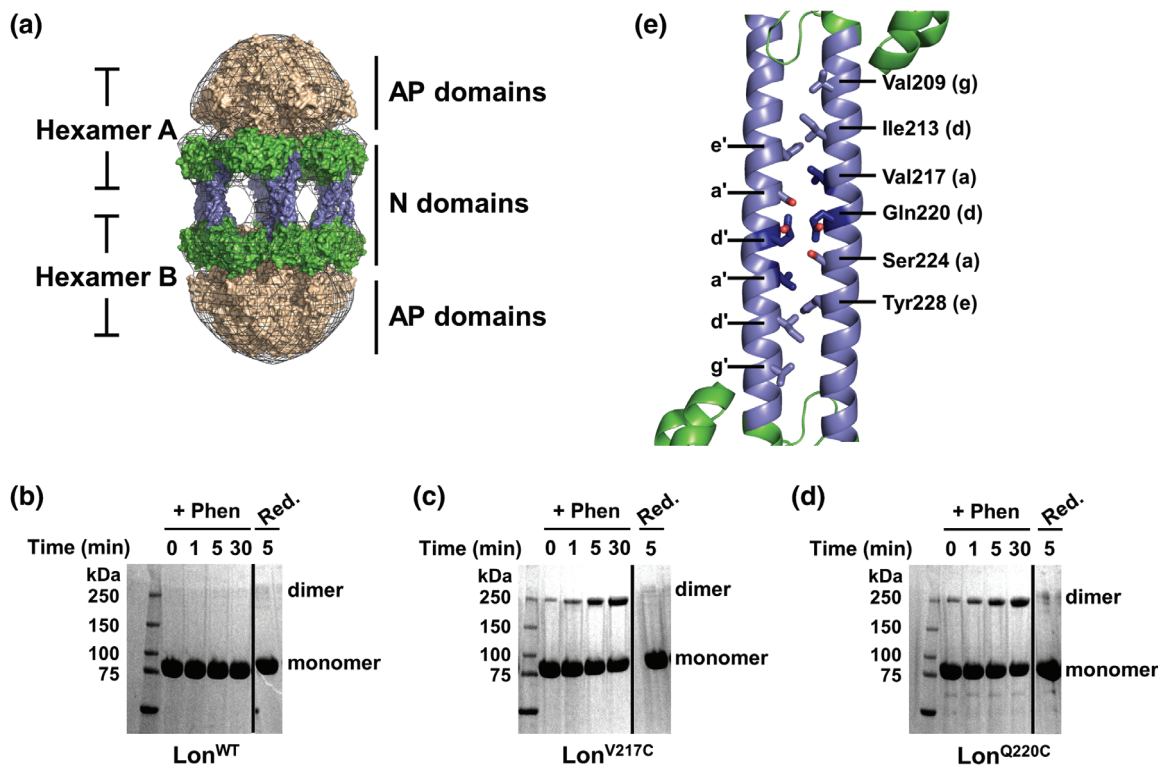 (a)
Hexamer A
Hexamer B
AP domains
N domains
AP domains
(e)
e'
a'
d'
a'
d'
g'
Val209 (g)
Ile213 (d)
Val217 (a)
Gln220 (d)
Ser224 (a)
Tyr228 (e)
(b)
+ Phen Red.
Time (min) 0 1 5 30 5
kDa
250
150
100
75
dimer
monomer
LonWT
(c)
+ Phen Red.
Time (min) 0 1 5 30 5
kDa
250
150
100
75
dimer
monomer
LonV217C
(d)
+ Phen Red.
Time (min) 0 1 5 30 5
kDa
250
150
100
75
dimer
monomer
LonQ220C